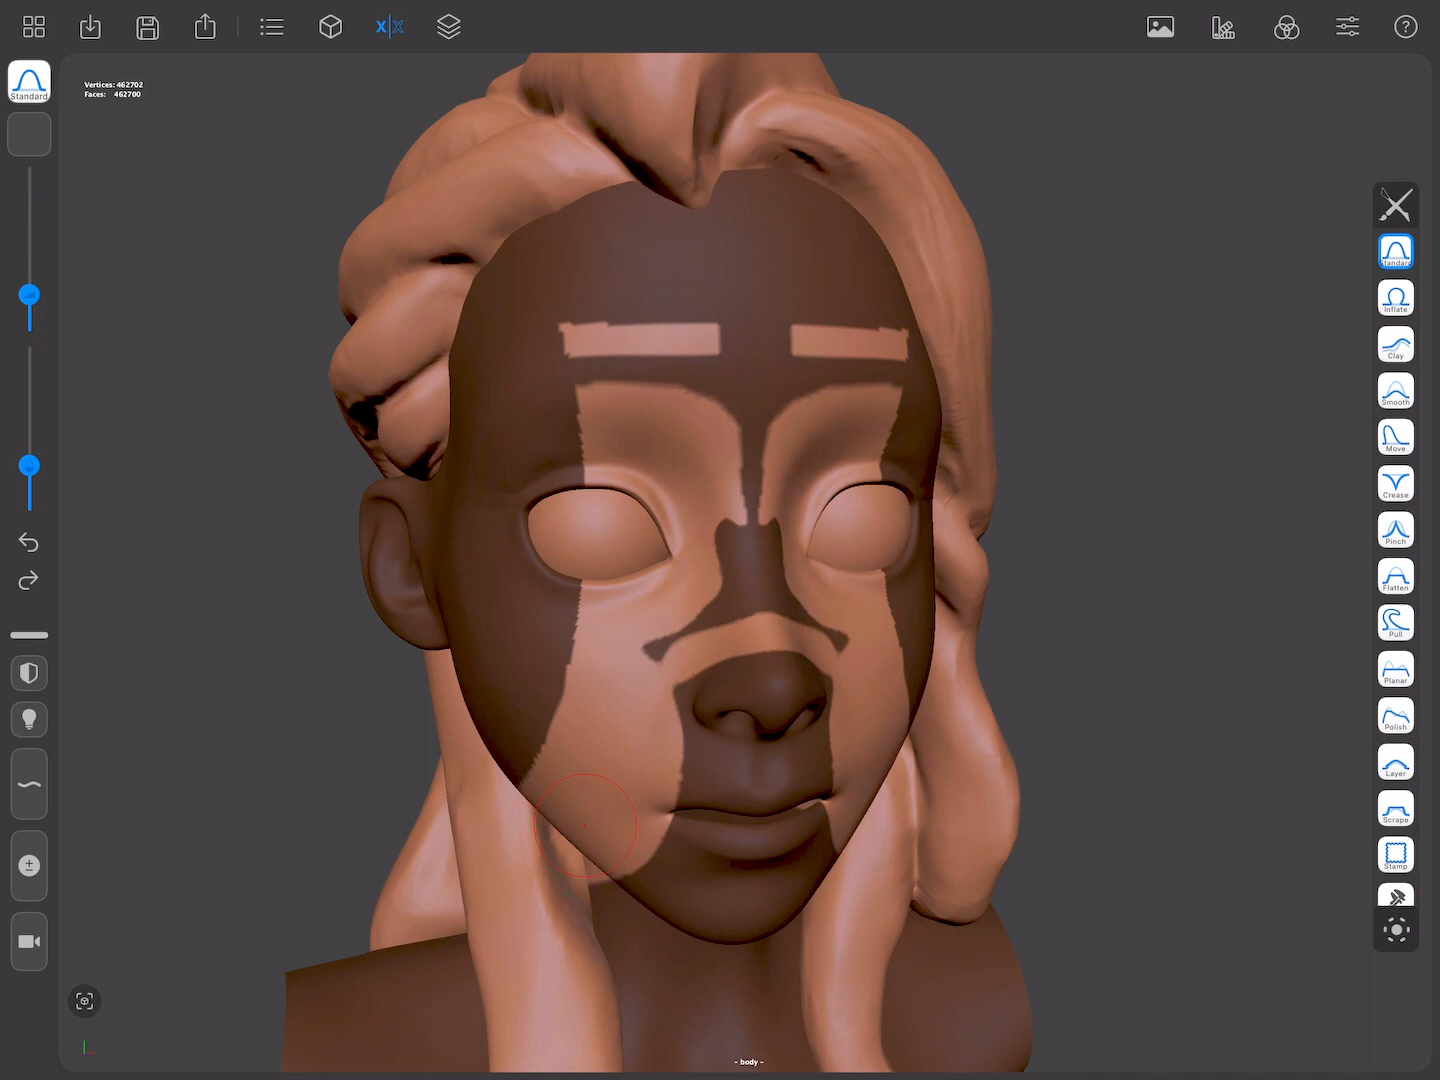 Vertices: 462702
Faces: 462700
Standard
Standard
Inflate
Clay
Smooth
Move
Crease
Pinch
Flatten
Pull
Planar
Polish
Layer
Scrape
Stamp
- body -